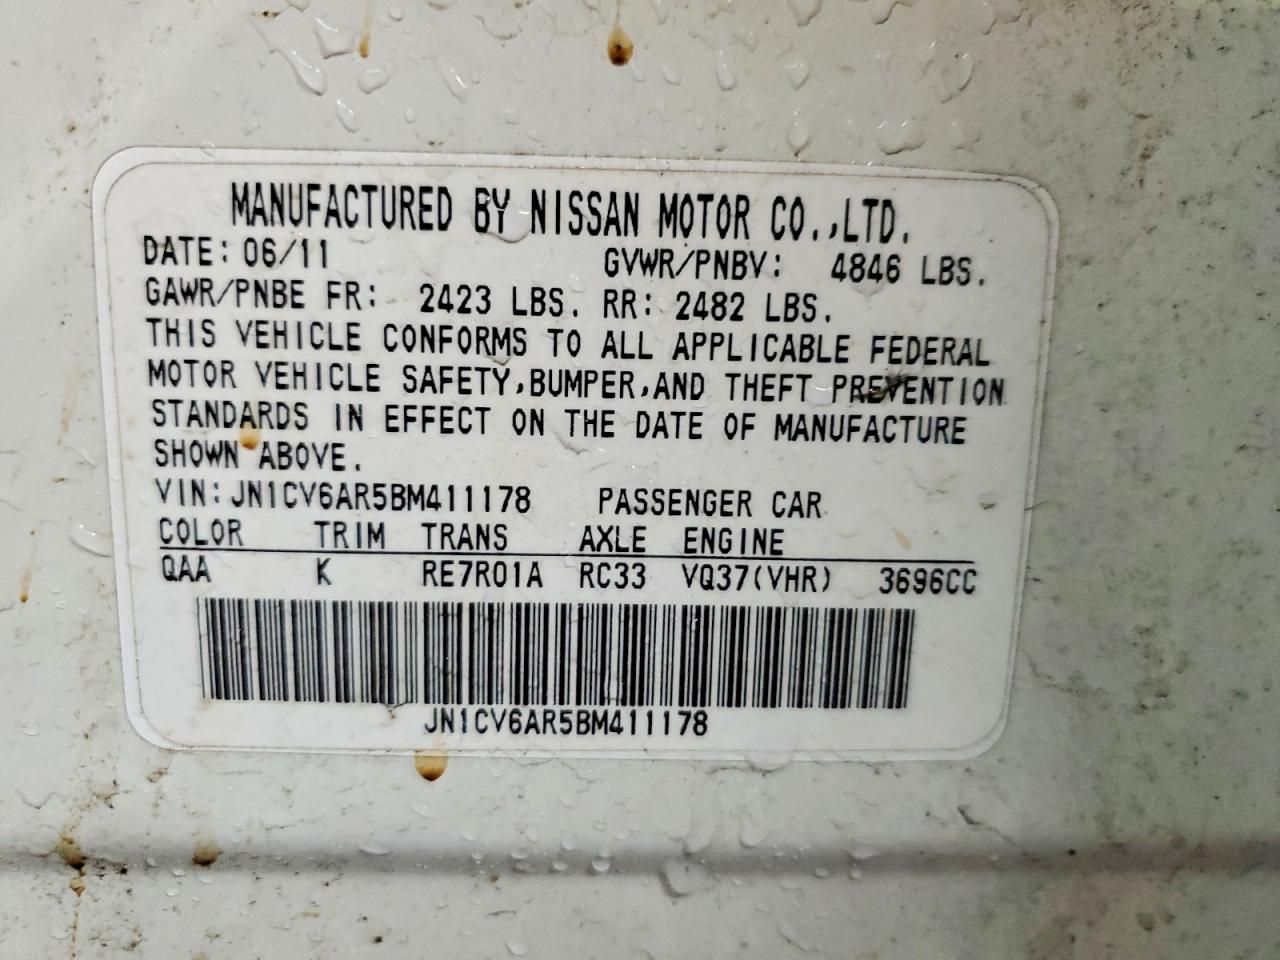 MANUFACTURED BY NISSAN MOTOR CO.,LTD.
DATE: 06/11 GVWR/PNBV: 4846 LBS.
GAWR/PNBE FR: 2423 LBS. RR: 2482 LBS.
THIS VEHICLE CONFORMS TO ALL APPLICABLE FEDERAL
MOTOR VEHICLE SAFETY,BUMPER,AND THEFT PREVENTION
STANDARDS IN EFFECT ON THE DATE OF MANUFACTURE
SHOWN ABOVE.
VIN:JN1CV6AR5BM411178 PASSENGER CAR
COLOR TRIM TRANS AXLE ENGINE
QAA K RE7R01A RC33 VQ37(VHR) 3696CC
JN1CV6AR5BM411178